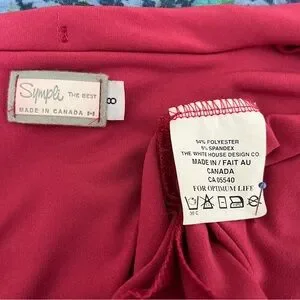 Sympli THE BEST
MADE IN CANADA
8
94% POLYESTER
6% SPANDEX
THE WHITE HOUSE DESIGN CO
MADE IN / FAIT AU
CANADA
CA 05540
FOR OPTIMUM LIFE
30 C